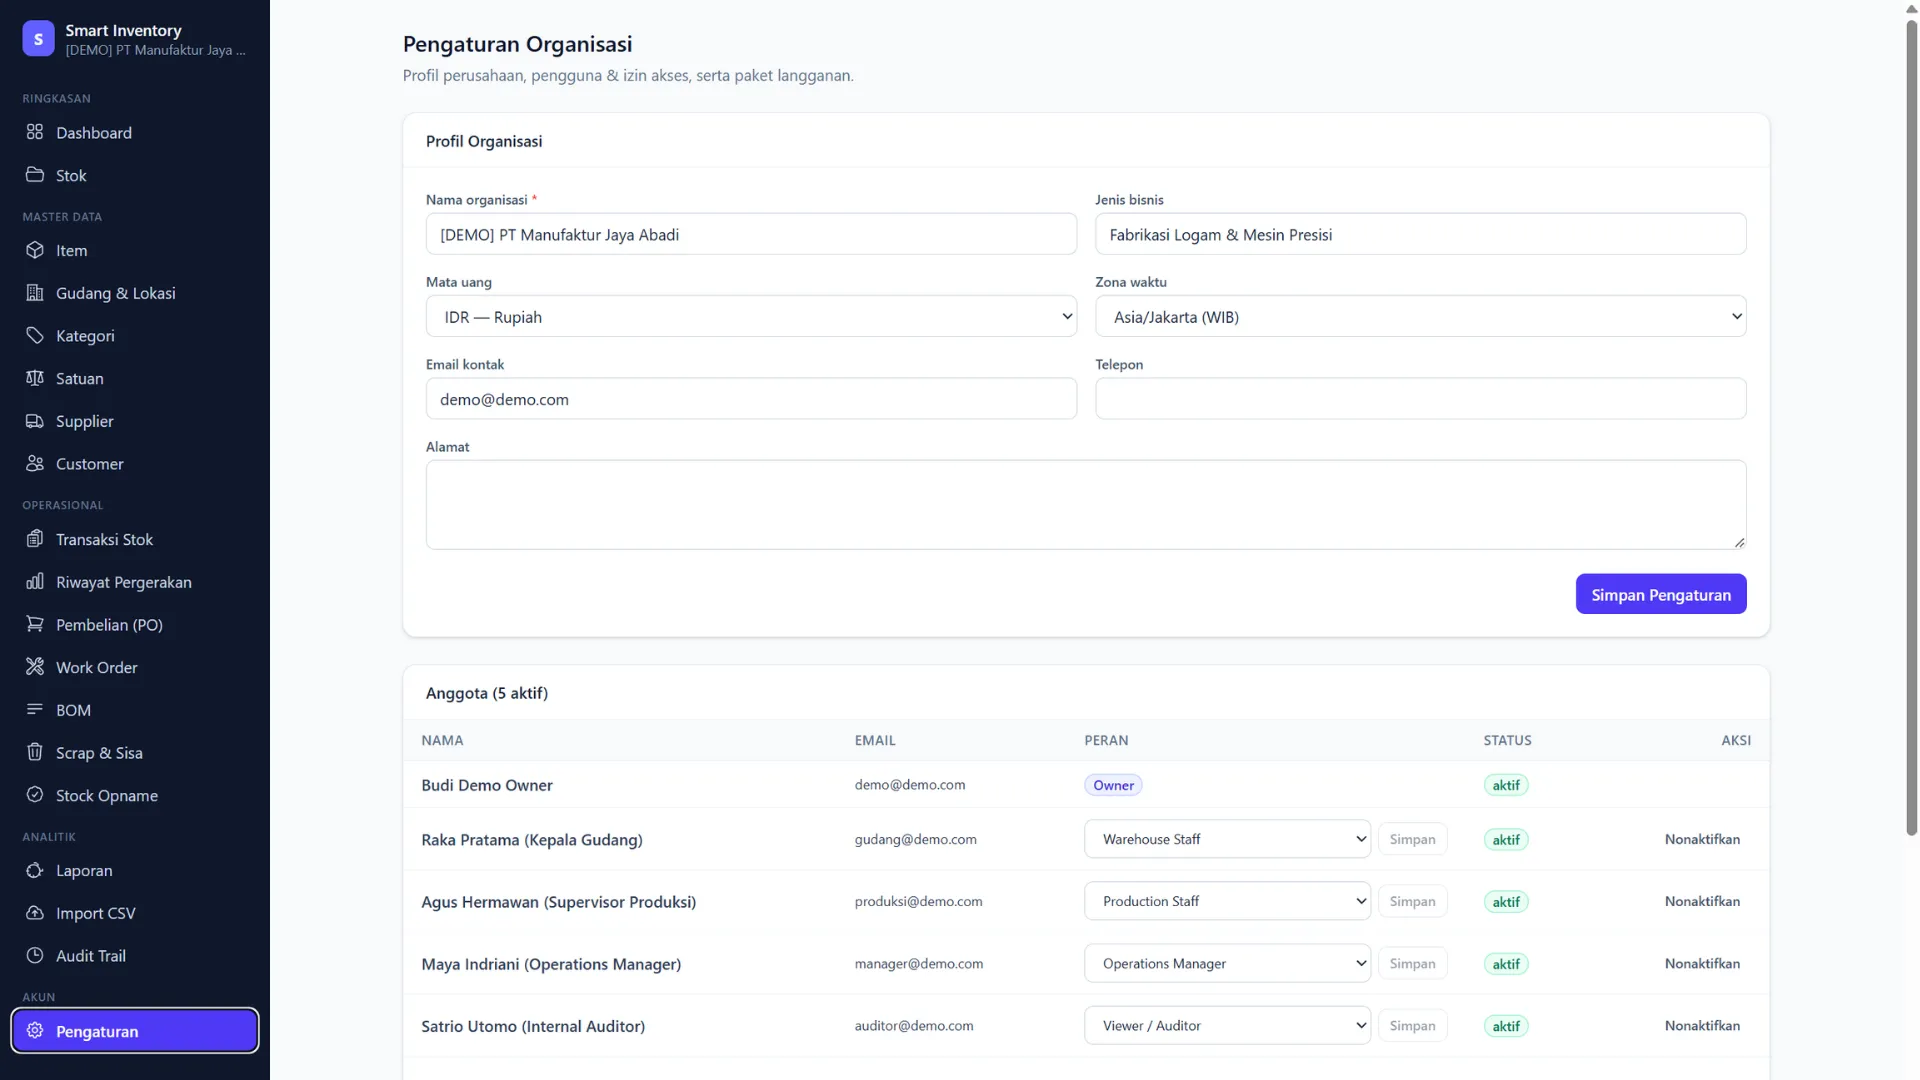 S
Smart Inventory
[DEMO] PT Manufaktur Jaya ...
RINGKASAN
Dashboard
Stok
MASTER DATA
Item
Gudang & Lokasi
Kategori
Satuan
Supplier
Customer
OPERASIONAL
Transaksi Stok
Riwayat Pergerakan
Pembelian (PO)
Work Order
BOM
Scrap & Sisa
Stock Opname
ANALITIK
Laporan
Import CSV
Audit Trail
AKUN
Pengaturan
Pengaturan Organisasi
Profil perusahaan, pengguna & izin akses, serta paket langganan.
Profil Organisasi
Nama organisasi *
[DEMO] PT Manufaktur Jaya Abadi
Jenis bisnis
Fabrikasi Logam & Mesin Presisi
Mata uang
IDR — Rupiah
Zona waktu
Asia/Jakarta (WIB)
Email kontak
demo@demo.com
Telepon
Alamat
Simpan Pengaturan
Anggota (5 aktif)
NAMA EMAIL PERAN STATUS AKSI
Budi Demo Owner demo@demo.com Owner aktif
Raka Pratama (Kepala Gudang) gudang@demo.com Warehouse Staff Simpan aktif Nonaktifkan
Agus Hermawan (Supervisor Produksi) produksi@demo.com Production Staff Simpan aktif Nonaktifkan
Maya Indriani (Operations Manager) manager@demo.com Operations Manager Simpan aktif Nonaktifkan
Satrio Utomo (Internal Auditor) auditor@demo.com Viewer / Auditor Simpan aktif Nonaktifkan